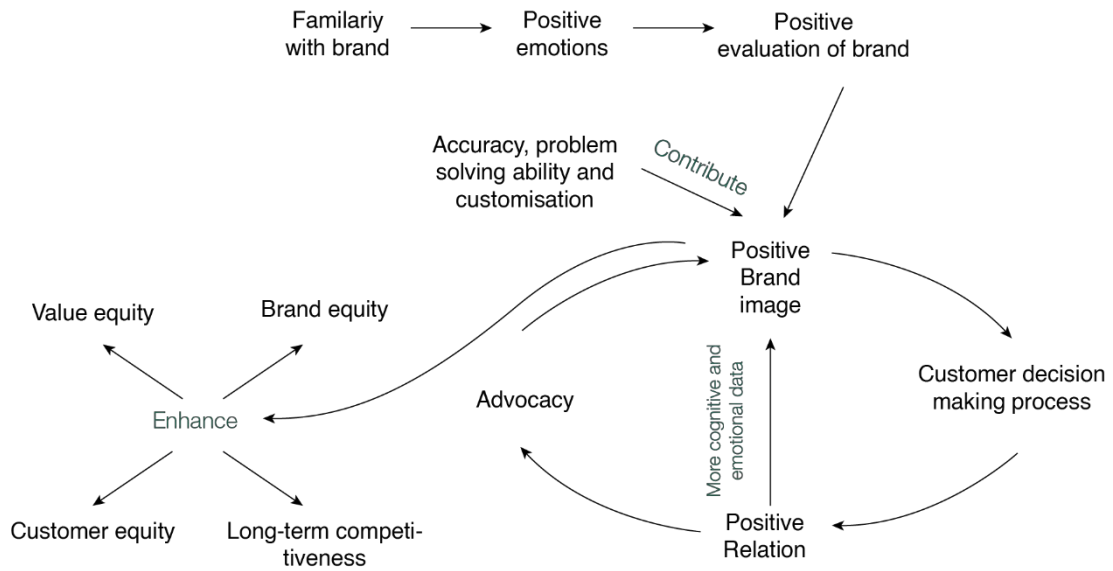 Familariy
with brand
Positive
emotions
Positive
evaluation of brand
Accuracy, problem
solving ability and
customisation
Contribute
Positive
Brand
image
Value equity
Brand equity
Customer decision
making process
Advocacy
More cognitive and
emotional data
Enhance
Customer equity
Long-term competi-
tiveness
Positive
Relation